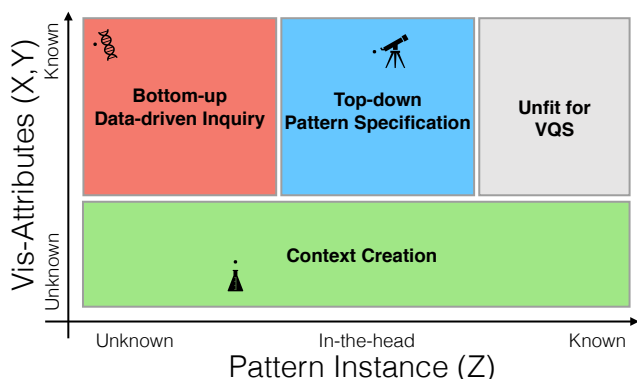 Vis-Attributes (X,Y)
Known
Unknown
Bottom-up
Data-driven Inquiry
Top-down
Pattern Specification
Unfit for
VQS
Context Creation
Unknown
In-the-head
Known
Pattern Instance (Z)